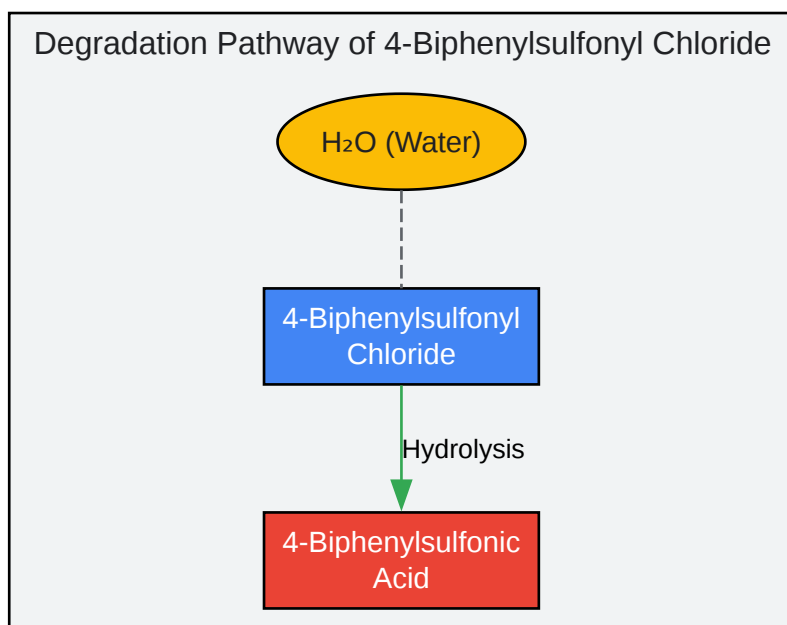 Degradation Pathway of 4-Biphenylsulfonyl Chloride
H₂O (Water)
4-Biphenylsulfonyl
Chloride
Hydrolysis
4-Biphenylsulfonic
Acid